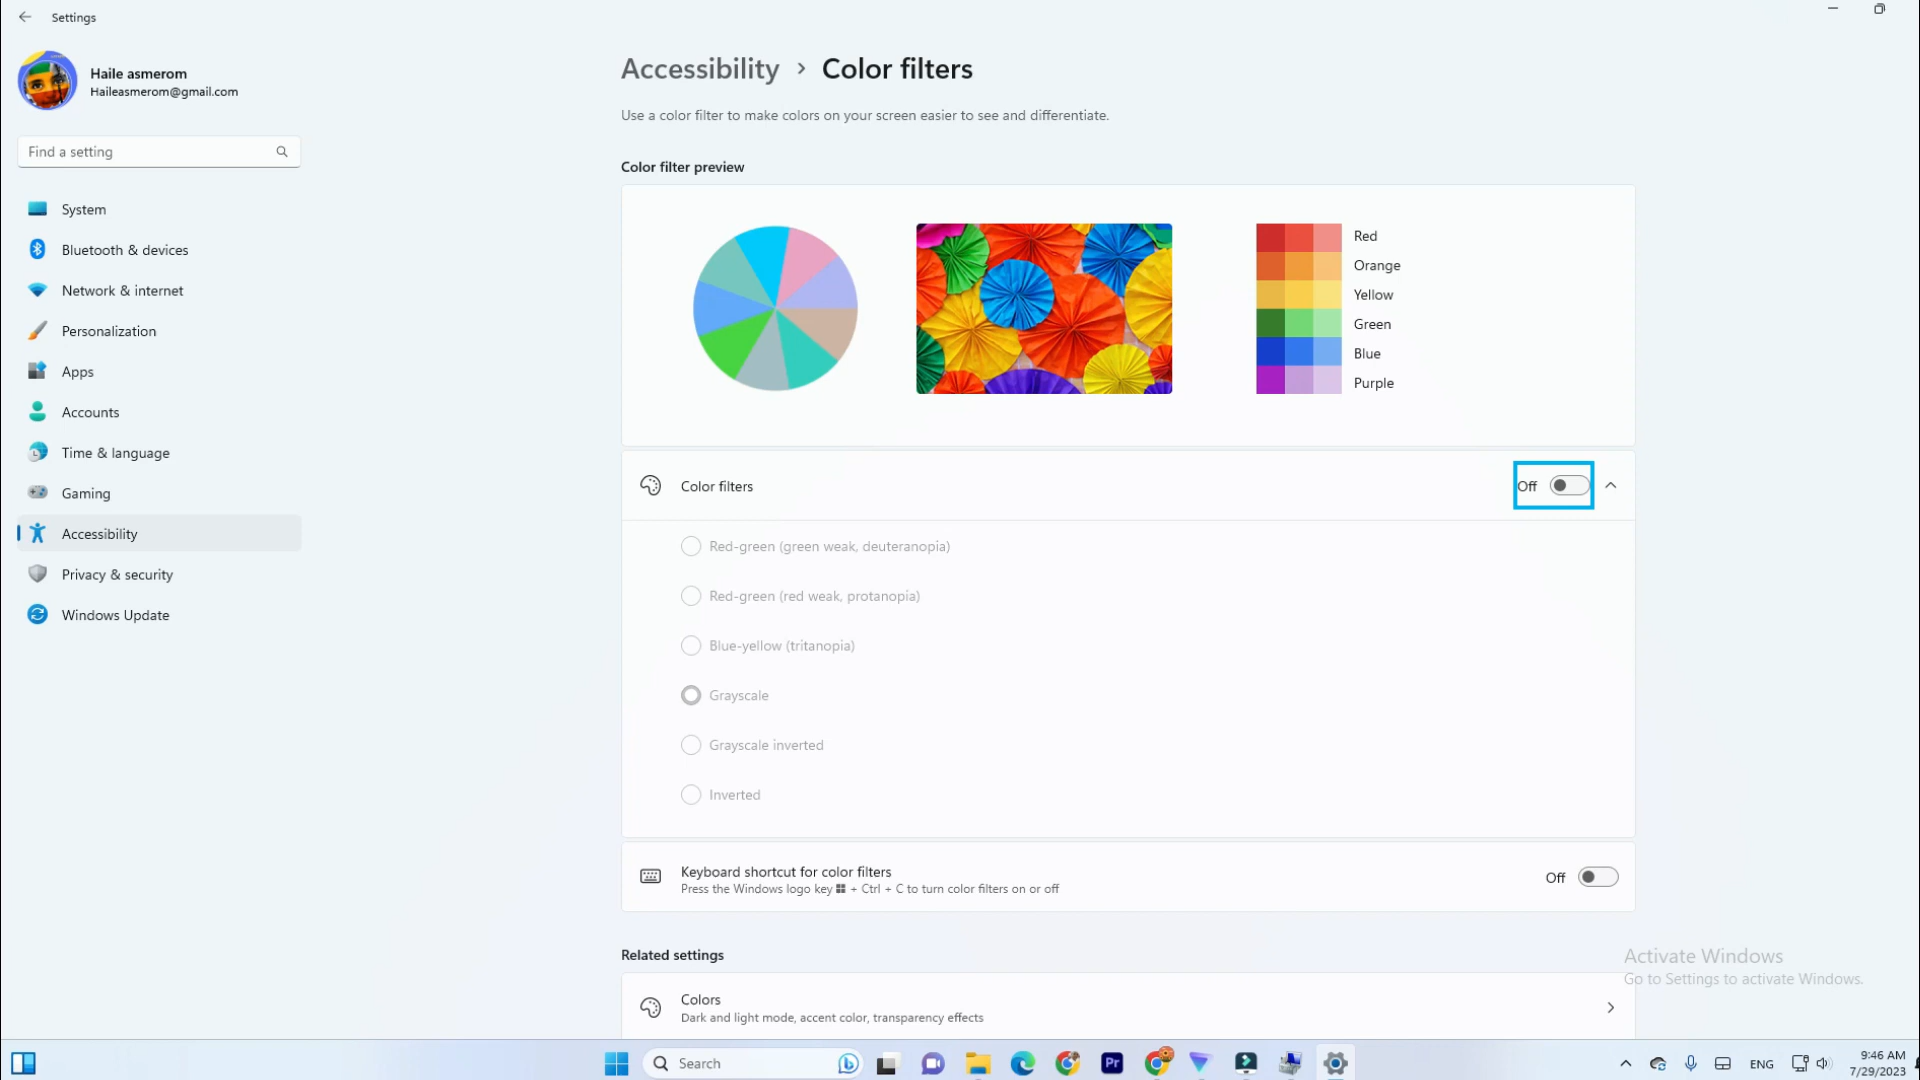 Settings
Haile asmerom
Haileasmerom@gmail.com
Find a setting
System
Bluetooth & devices
Network & internet
Personalization
Apps
Accounts
Time & language
Gaming
Accessibility
Privacy & security
Windows Update
Accessibility > Color filters
Use a color filter to make colors on your screen easier to see and differentiate.
Color filter preview
Red
Orange
Yellow
Green
Blue
Purple
Color filters
Off
Red-green (green weak, deuteranopia)
Red-green (red weak, protanopia)
Blue-yellow (tritanopia)
Grayscale
Grayscale inverted
Inverted
Keyboard shortcut for color filters
Press the Windows logo key + Ctrl + C to turn color filters on or off
Off
Related settings
Colors
Dark and light mode, accent color, transparency effects
Activate Windows
Go to Settings to activate Windows.
Search
Pr
ENG
9:46 AM
7/29/2023